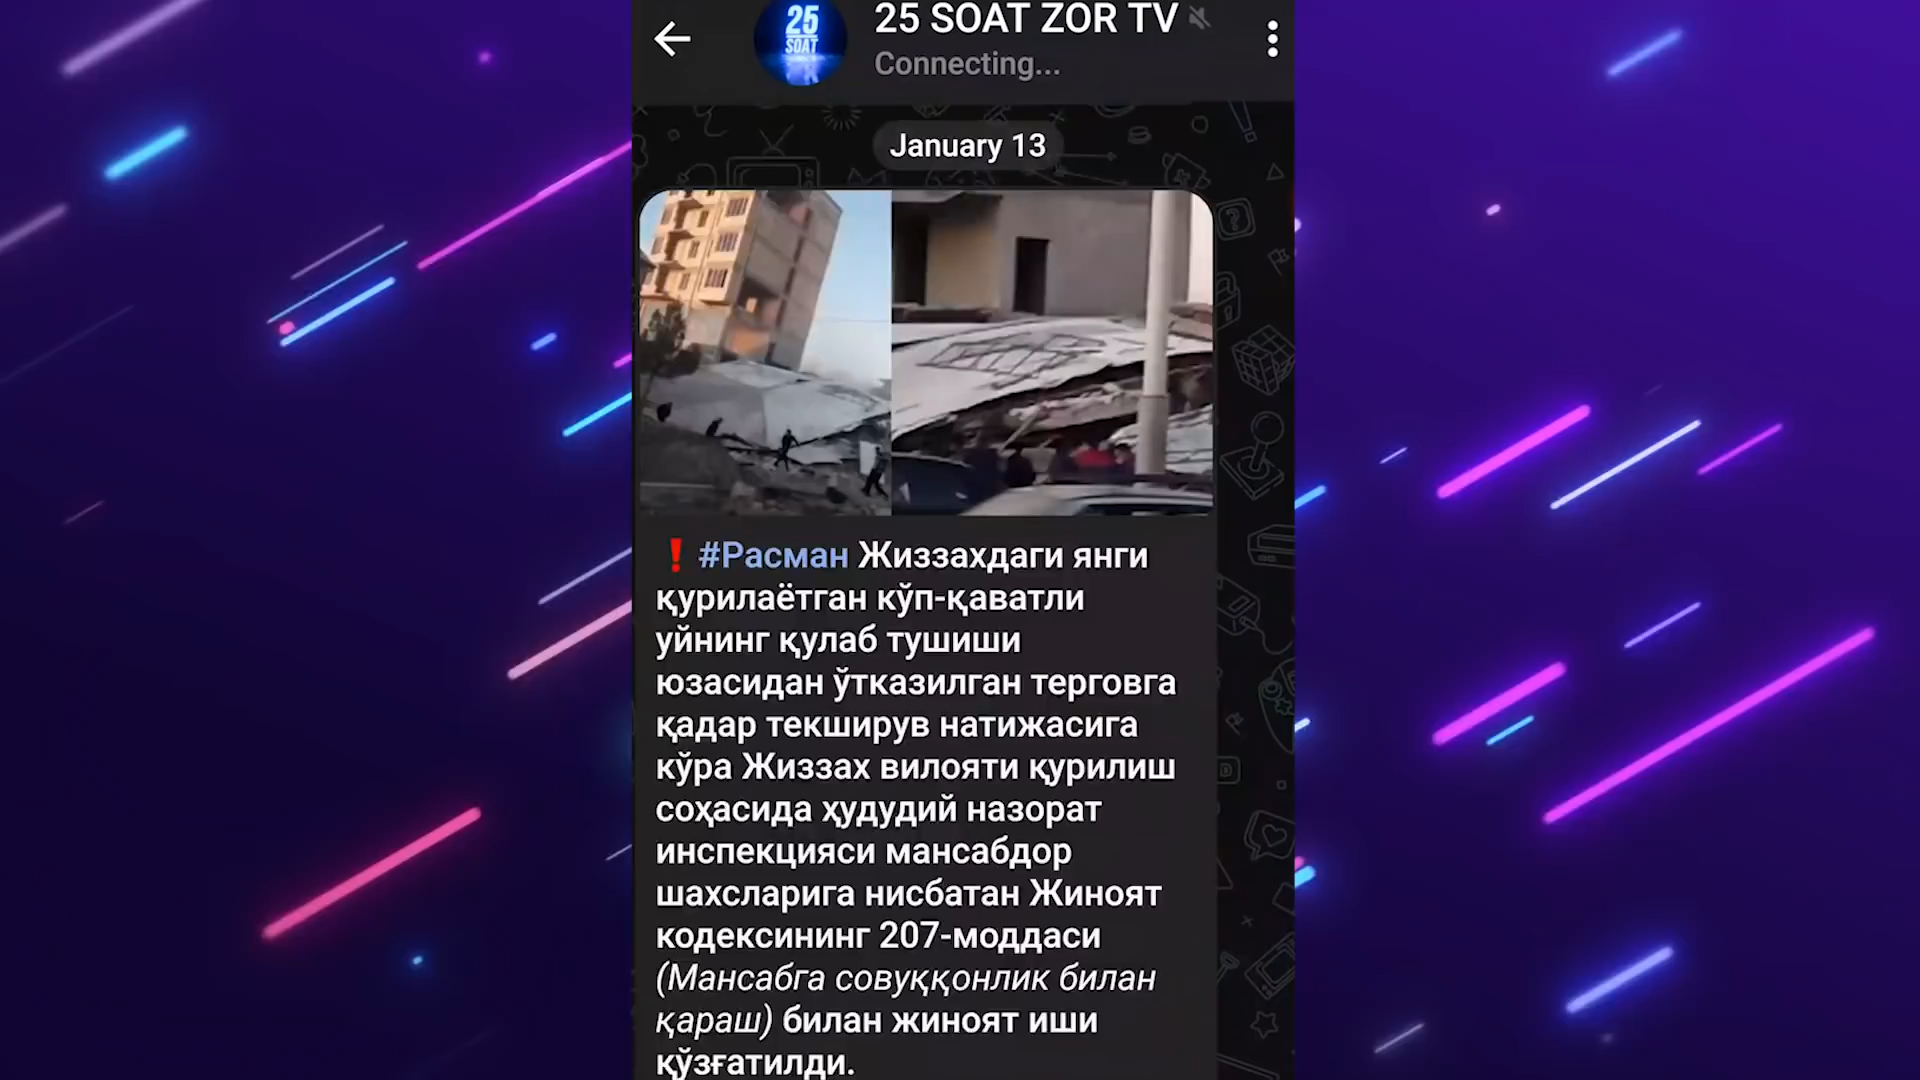 25 SOAT ZOR TV
25
SOAT
Connecting...
January 13
❗ #Расман Жиззахдаги янги
қурилаётган кўп-қаватли
уйнинг қулаб тушиши
юзасидан ўтказилган терговга
қадар текширув натижасига
кўра Жиззах вилояти қурилиш
соҳасида ҳудудий назорат
инспекцияси мансабдор
шахсларига нисбатан Жиноят
кодексининг 207-моддаси
(Мансабга совуққонлик билан
қараш) билан жиноят иши
қўзғатилди.